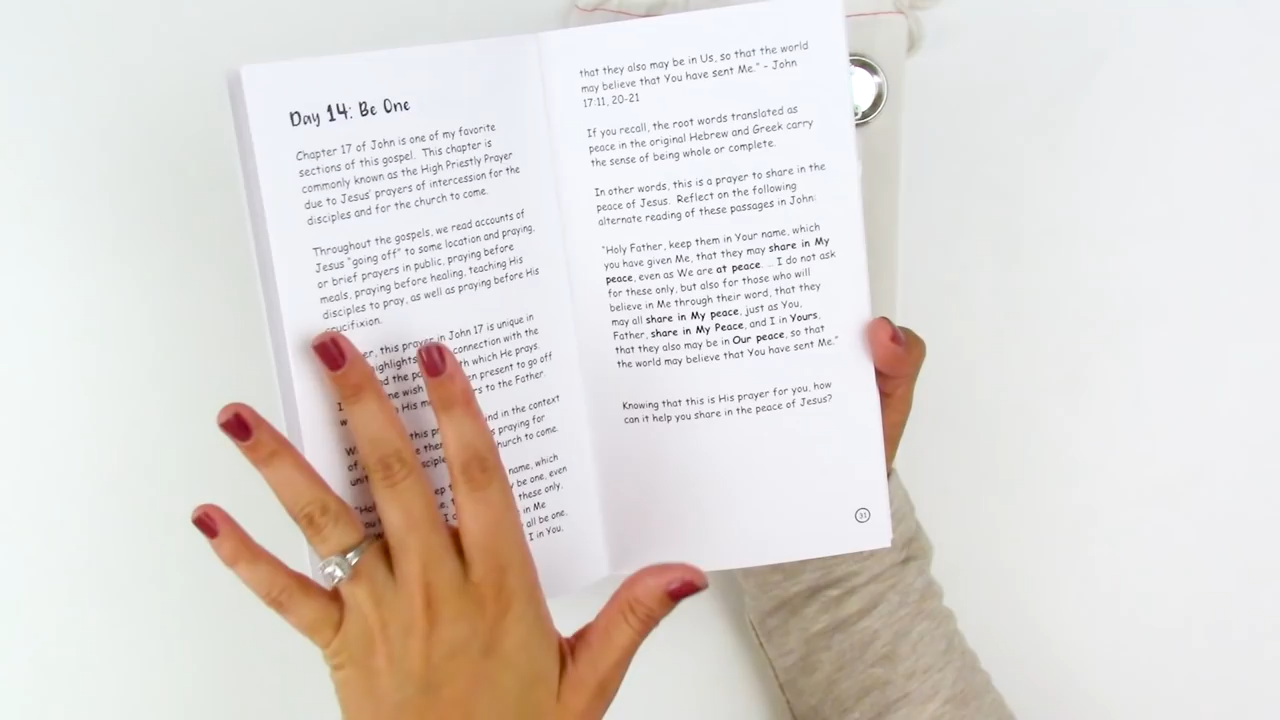 Day 14: Be One
Chapter 17 of John is one of my favorite
sections of this gospel. This chapter is
commonly known as the High Priestly Prayer
due to Jesus' prayers of intercession for the
disciples and for the church to come.
Throughout the gospels, we read accounts of
Jesus "going off" to some location and praying,
or brief prayers in public, praying before
meals, praying before healing, teaching His
disciples to pray, as well as praying before His
crucifixion.
this prayer in John 17 is unique in
highlights connection with the
the which He prays.
wish present to go off
His to the Father.
this in the context
praying for
church to come.
name, which
be one, even
these only,
in Me
all be one,
I in You,
that they also may be in Us, so that the world
may believe that You have sent Me." - John
17:11, 20-21
If you recall, the root words translated as
peace in the original Hebrew and Greek carry
the sense of being whole or complete.
In other words, this is a prayer to share in the
peace of Jesus. Reflect on the following
alternate reading of these passages in John:
"Holy Father, keep them in Your name, which
you have given Me, that they may share in My
peace, even as We are at peace. ... I do not ask
for these only, but also for those who will
believe in Me through their word, that they
may all share in My peace, just as You,
Father, share in My Peace, and I in Yours,
that they also may be in Our peace, so that
the world may believe that You have sent Me."
Knowing that this is His prayer for you, how
can it help you share in the peace of Jesus?
31